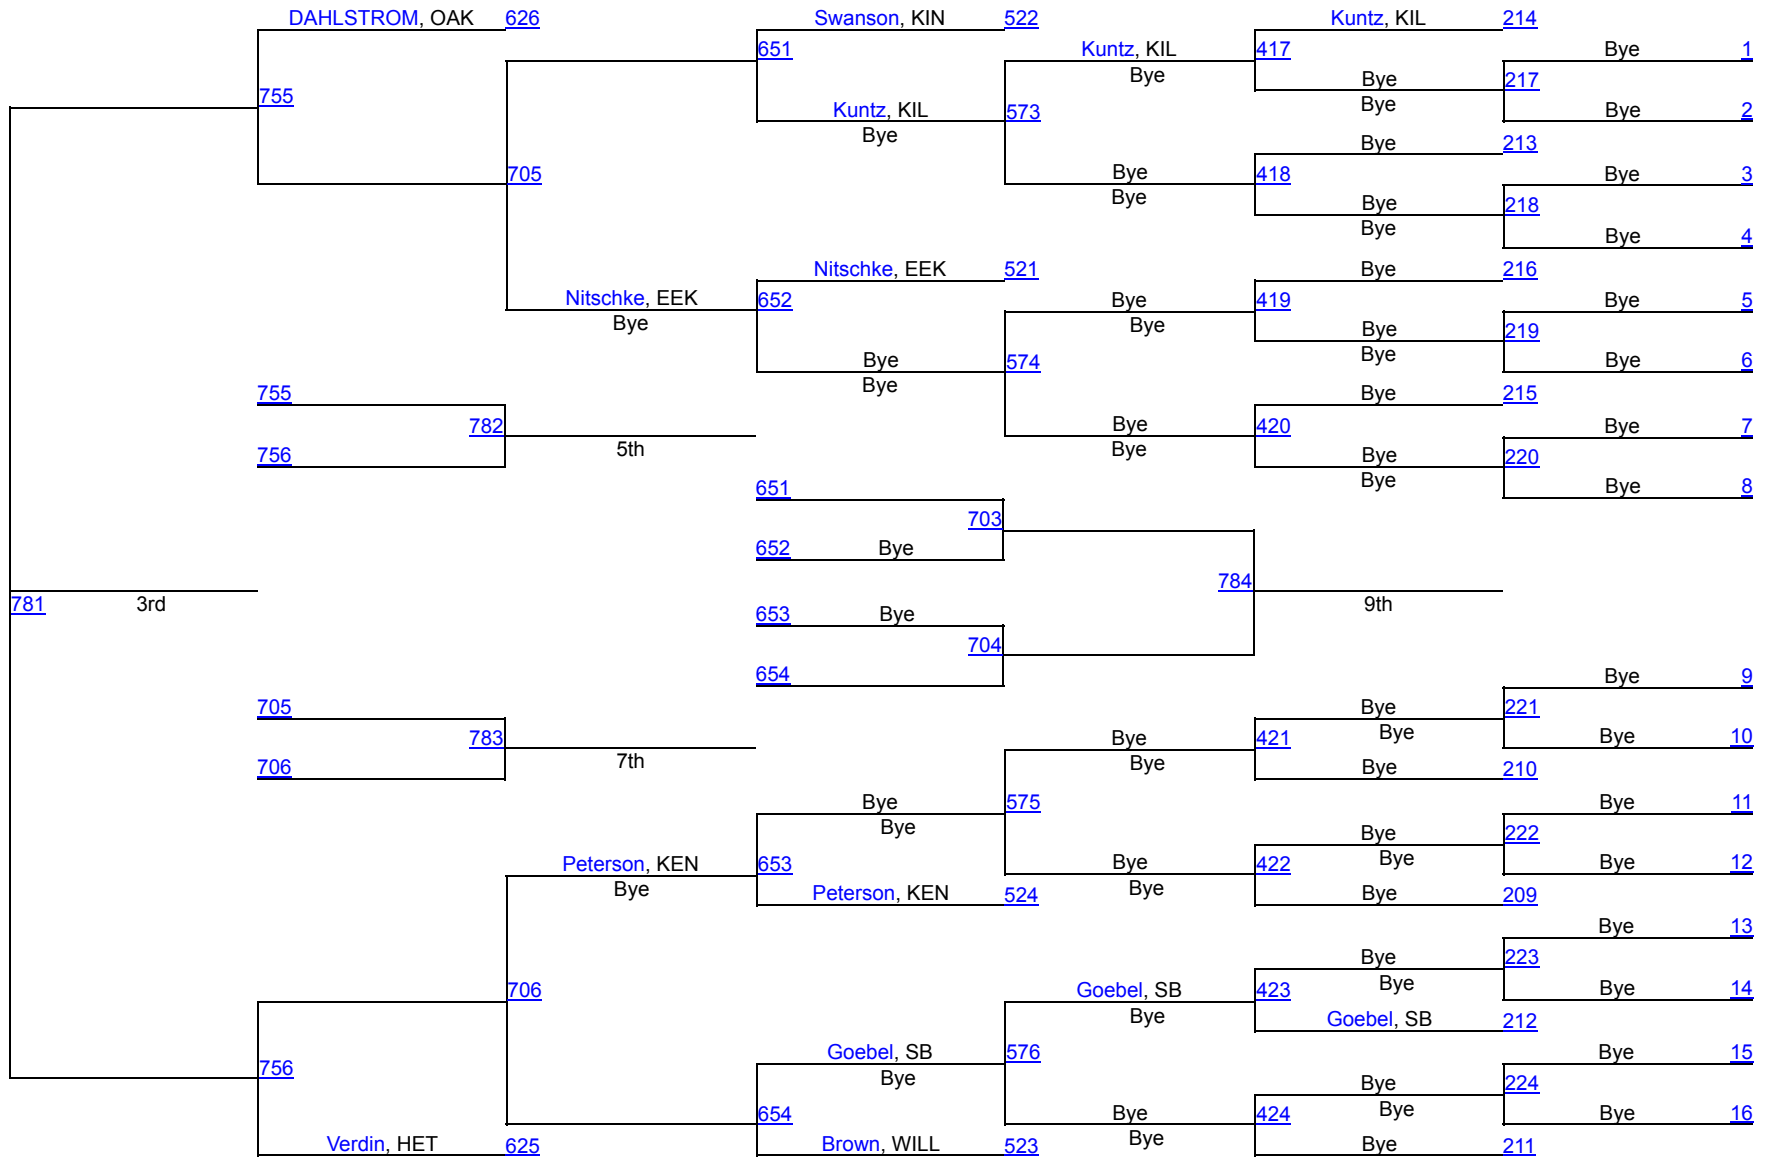 DAHLSTROM, OAK 626 Swanson, KIN 522 Kuntz, KIL 214
651 Kuntz, KIL 417 Bye 1
Bye Bye 217
755 Kuntz, KIL 573 Bye 2
Bye Bye 213
705 Bye 418 Bye 3
Bye Bye 218
Bye Bye 4
Nitschke, EEK 521 Bye 216
Nitschke, EEK 652 Bye 419 Bye 5
Bye Bye Bye 219
Bye 574 Bye Bye 6
Bye
755 Bye 215
782 Bye 420 Bye 7
756 5th Bye Bye 220
Bye Bye 8
651
703
652 Bye
784
781 3rd 9th
653 Bye
704
654
Bye 9
705 Bye 221
783 Bye 421 Bye Bye 10
706 7th Bye Bye 210
Bye 575 Bye 11
Bye Bye 222
Peterson, KEN 653 Bye 422 Bye Bye 12
Bye Peterson, KEN 524 Bye Bye 209
Bye 13
Bye 223
706 Goebel, SB 423 Bye Bye 14
Bye Goebel, SB 212
Goebel, SB 576 Bye 15
756 Bye Bye 224
654 Bye 424 Bye Bye 16
Verdin, HET 625 Brown, WILL 523 Bye Bye 211